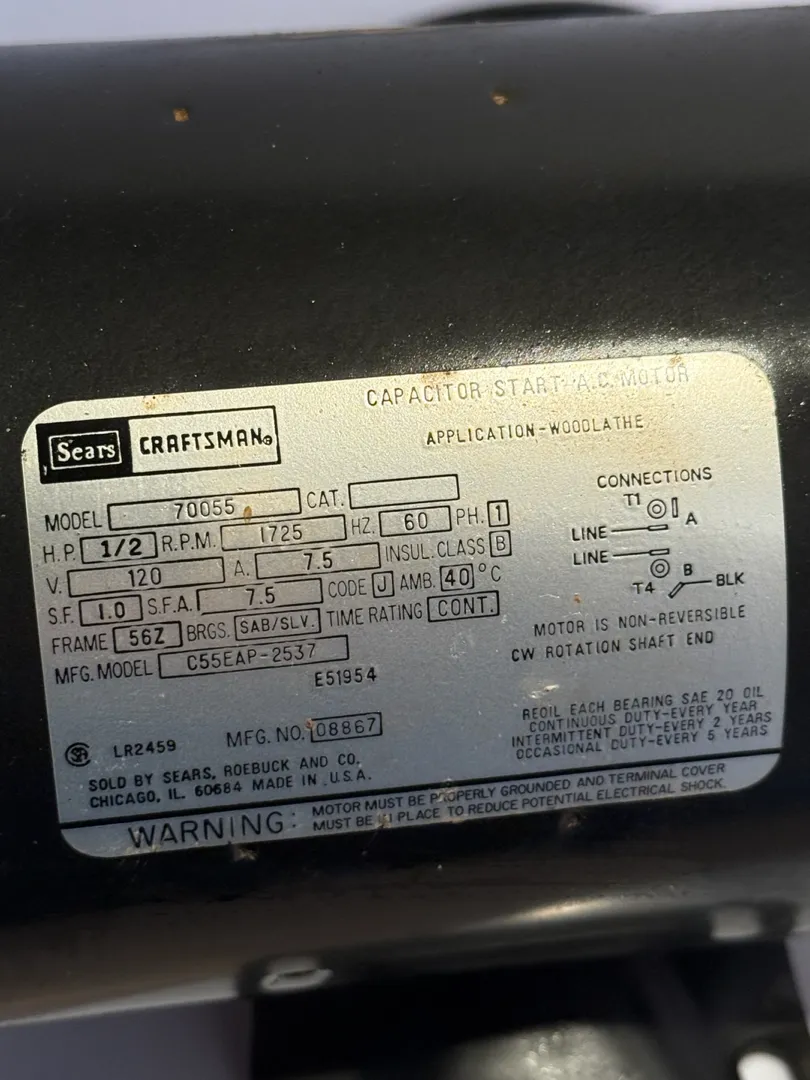 Sears CRAFTSMAN®
CAPACITOR START A.C. MOTOR
APPLICATION-WOODLATHE
MODEL 70055 CAT.
H.P. 1/2 R.P.M. 1725 HZ. 60 PH. 1
V. 120 A. 7.5 INSUL. CLASS B
S.F. 1.0 S.F.A. 7.5 CODE J AMB. 40 °C
FRAME 56Z BRGS. SAB/SLV. TIME RATING CONT.
MFG. MODEL C55EAP-2537
E51954
LR2459 MFG. NO. 08867
SOLD BY SEARS, ROEBUCK AND CO.
CHICAGO, IL. 60684 MADE IN U.S.A.
CONNECTIONS
T1
A
LINE
LINE
B
T4 BLK
MOTOR IS NON-REVERSIBLE
CW ROTATION SHAFT END
REOIL EACH BEARING SAE 20 OIL
CONTINUOUS DUTY-EVERY YEAR
INTERMITTENT DUTY-EVERY 2 YEARS
OCCASIONAL DUTY-EVERY 5 YEARS
WARNING: MOTOR MUST BE PROPERLY GROUNDED AND TERMINAL COVER
MUST BE IN PLACE TO REDUCE POTENTIAL ELECTRICAL SHOCK.